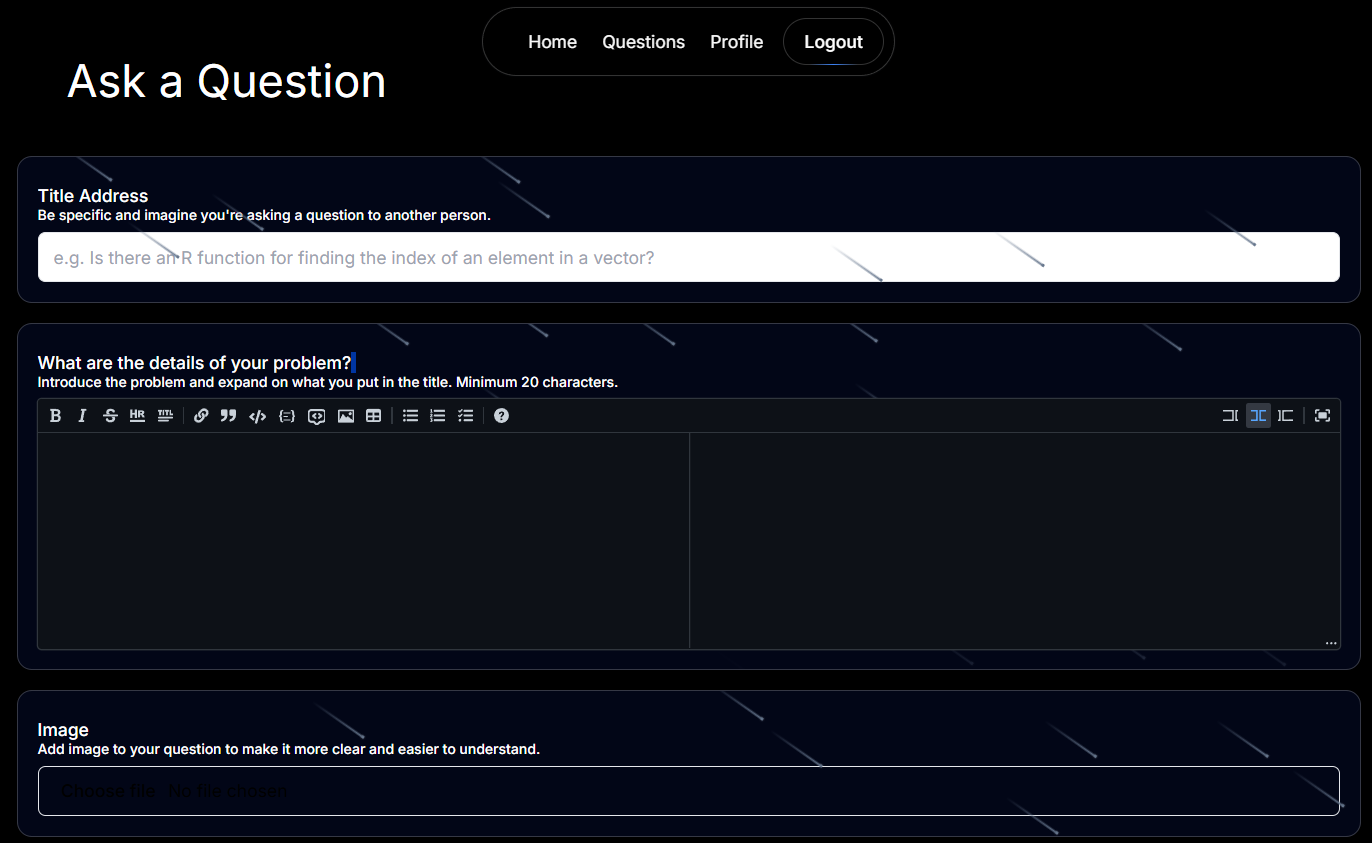 Home Questions Profile Logout
Ask a Question
Title Address
Be specific and imagine you're asking a question to another person.
e.g. Is there an R function for finding the index of an element in a vector?
What are the details of your problem?
Introduce the problem and expand on what you put in the title. Minimum 20 characters.
B I S HR TITL
Image
Add image to your question to make it more clear and easier to understand.
Choose file No file chosen